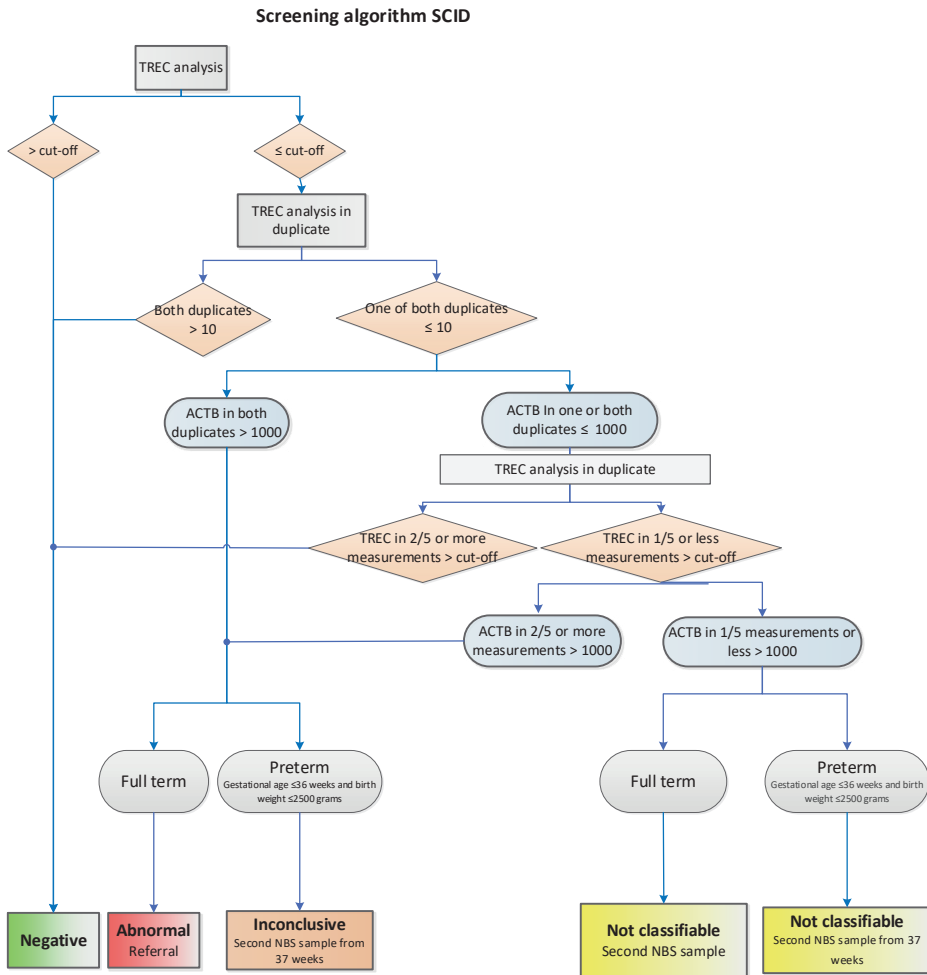 Screening algorithm SCID
TREC analysis
> cut-off
≤ cut-off
TREC analysis in
duplicate
Both duplicates
> 10
One of both duplicates
≤ 10
ACTB in both
duplicates > 1000
ACTB In one or both
duplicates ≤ 1000
TREC analysis in duplicate
TREC in 2/5 or more
measurements > cut-off
TREC in 1/5 or less
measurements > cut-off
ACTB in 2/5 or more
measurements > 1000
ACTB in 1/5 measurements or
less > 1000
Full term
Preterm
Gestational age ≤36 weeks and birth
weight ≤2500 grams
Full term
Preterm
Gestational age ≤36 weeks and birth
weight ≤2500 grams
Negative
Abnormal
Referral
Inconclusive
Second NBS sample from
37 weeks
Not classifiable
Second NBS sample
Not classifiable
Second NBS sample from 37
weeks